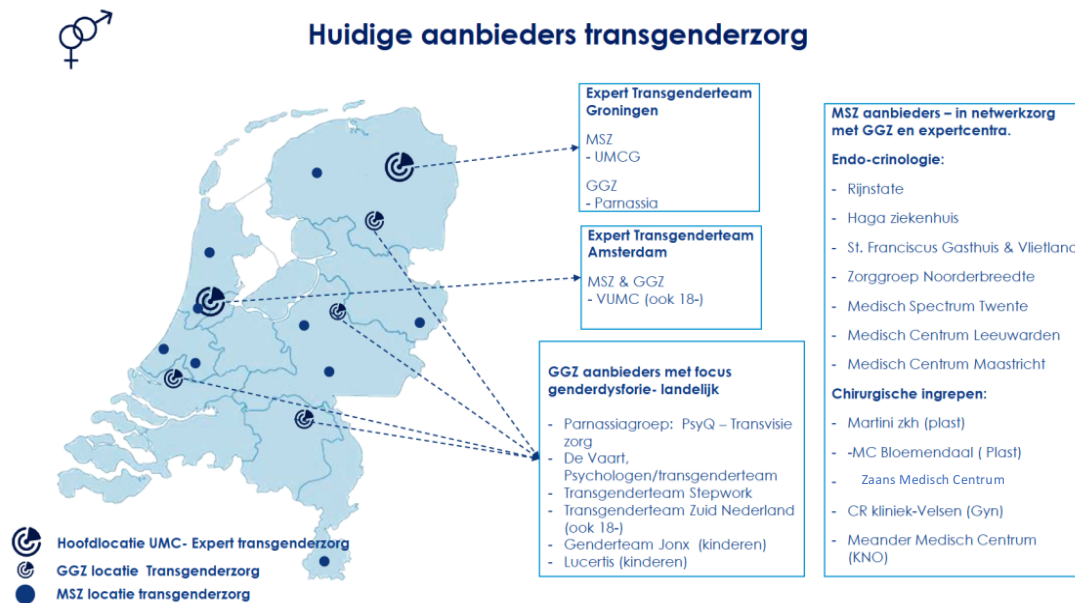 Huidige aanbieders transgenderzorg
Expert Transgenderteam
Groningen
MSZ
- UMCG
GGZ
- Parnassia
Expert Transgenderteam
Amsterdam
MSZ & GGZ
- VUMC (ook 18-)
GGZ aanbieders met focus
genderdysforie- landelijk
- Parnassiagroep: PsyQ – Transvisie
zorg
- De Vaart,
Psychologen/transgenderteam
- Transgenderteam Stepwork
- Transgenderteam Zuid Nederland
(ook 18-)
- Genderteam Jonx (kinderen)
- Lucertis (kinderen)
MSZ aanbieders – in netwerkzorg
met GGZ en expertcentra.
Endo-crinologie:
- Rijnstate
- Haga ziekenhuis
- St. Franciscus Gasthuis & Vlietland
- Zorggroep Noorderbreedte
- Medisch Spectrum Twente
- Medisch Centrum Leeuwarden
- Medisch Centrum Maastricht
Chirurgische ingrepen:
- Martini zkh (plast)
- -MC Bloemendaal ( Plast)
- Zaans Medisch Centrum
- CR kliniek-Velsen (Gyn)
- Meander Medisch Centrum
(KNO)
Hoofdlocatie UMC- Expert transgenderzorg
GGZ locatie Transgenderzorg
MSZ locatie transgenderzorg